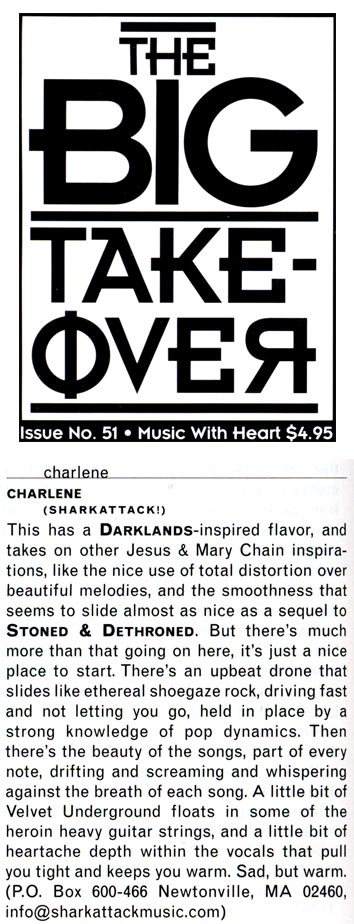 THE
BIG
TAKE-
OVER
Issue No. 51 • Music With Heart $4.95
charlene
CHARLENE
(SHARKATTACK!)
This has a DARKLANDS-inspired flavor, and
takes on other Jesus & Mary Chain inspira-
tions, like the nice use of total distortion over
beautiful melodies, and the smoothness that
seems to slide almost as nice as a sequel to
STONED & DETHRONED. But there's much
more than that going on here, it's just a nice
place to start. There's an upbeat drone that
slides like ethereal shoegaze rock, driving fast
and not letting you go, held in place by a
strong knowledge of pop dynamics. Then
there's the beauty of the songs, part of every
note, drifting and screaming and whispering
against the breath of each song. A little bit of
Velvet Underground floats in some of the
heroin heavy guitar strings, and a little bit of
heartache depth within the vocals that pull
you tight and keeps you warm. Sad, but warm.
(P.O. Box 600-466 Newtonville, MA 02460,
info@sharkattackmusic.com)